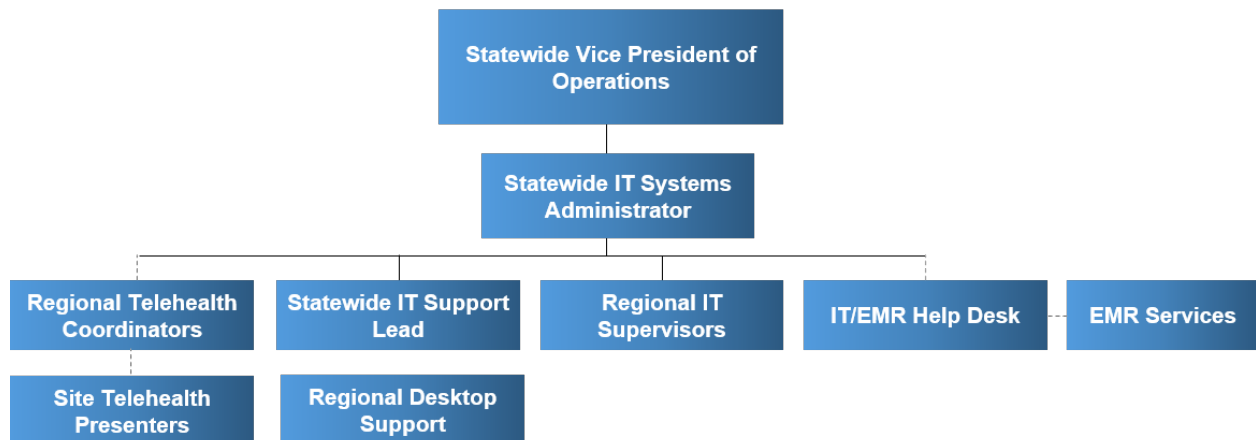 Statewide Vice President of
Operations
Statewide IT Systems
Administrator
Regional Telehealth
Coordinators
Statewide IT Support
Lead
Regional IT
Supervisors
IT/EMR Help Desk
EMR Services
Site Telehealth
Presenters
Regional Desktop
Support